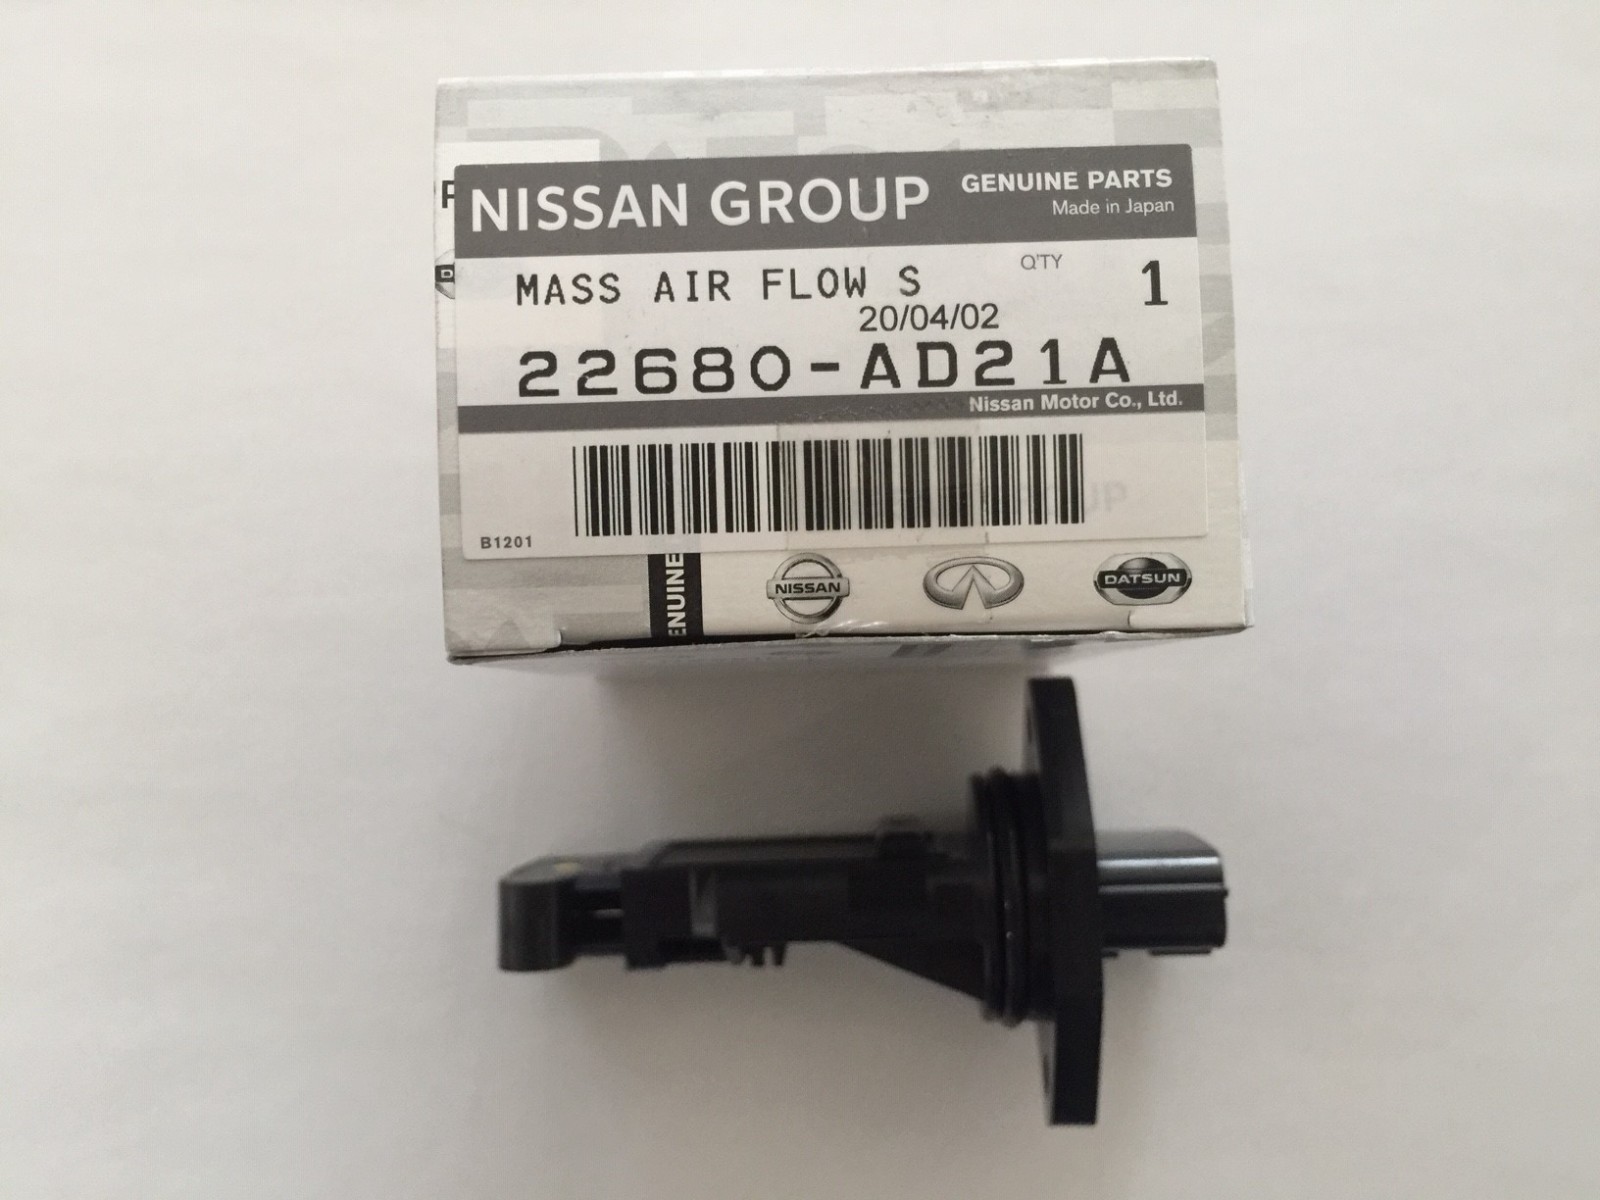 NISSAN GROUP
GENUINE PARTS
Made in Japan
MASS AIR FLOW S
Q'TY
1
20/04/02
22680-AD21A
Nissan Motor Co., Ltd.
B1201
ENUINE
NISSAN
DATSUN